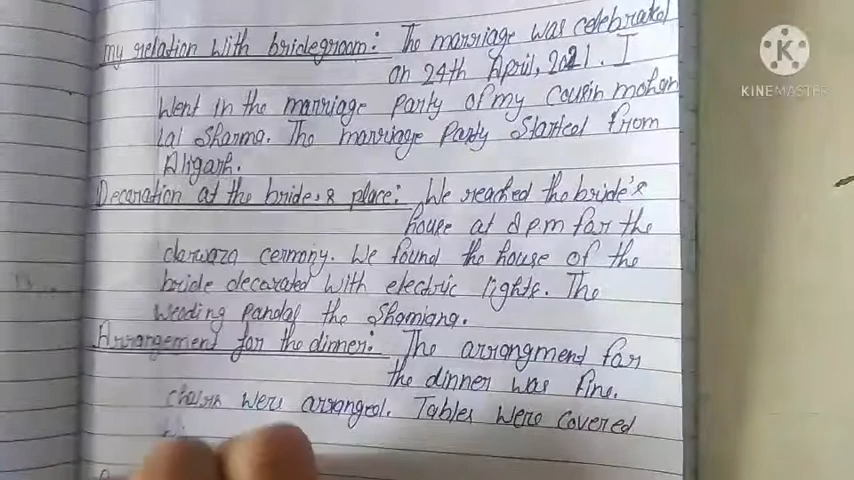 my relation with bridegroom: The marriage was celebrated
on 24th April, 2021. I
went in the marriage party of my cousin mohan
lal sharma. The marriage party started from
Aligarh.
Decoration at the bride,s place: We reached the bride's
house at 8 pm for the
darwaza cermony. We found the house of the
bride decorated with electric lights. The
wedding pandal the shamiana.
Arrangement for the dinner: The arrangment for
the dinner was fine.
chairs were arranged. Tables were covered
KINEMASTER